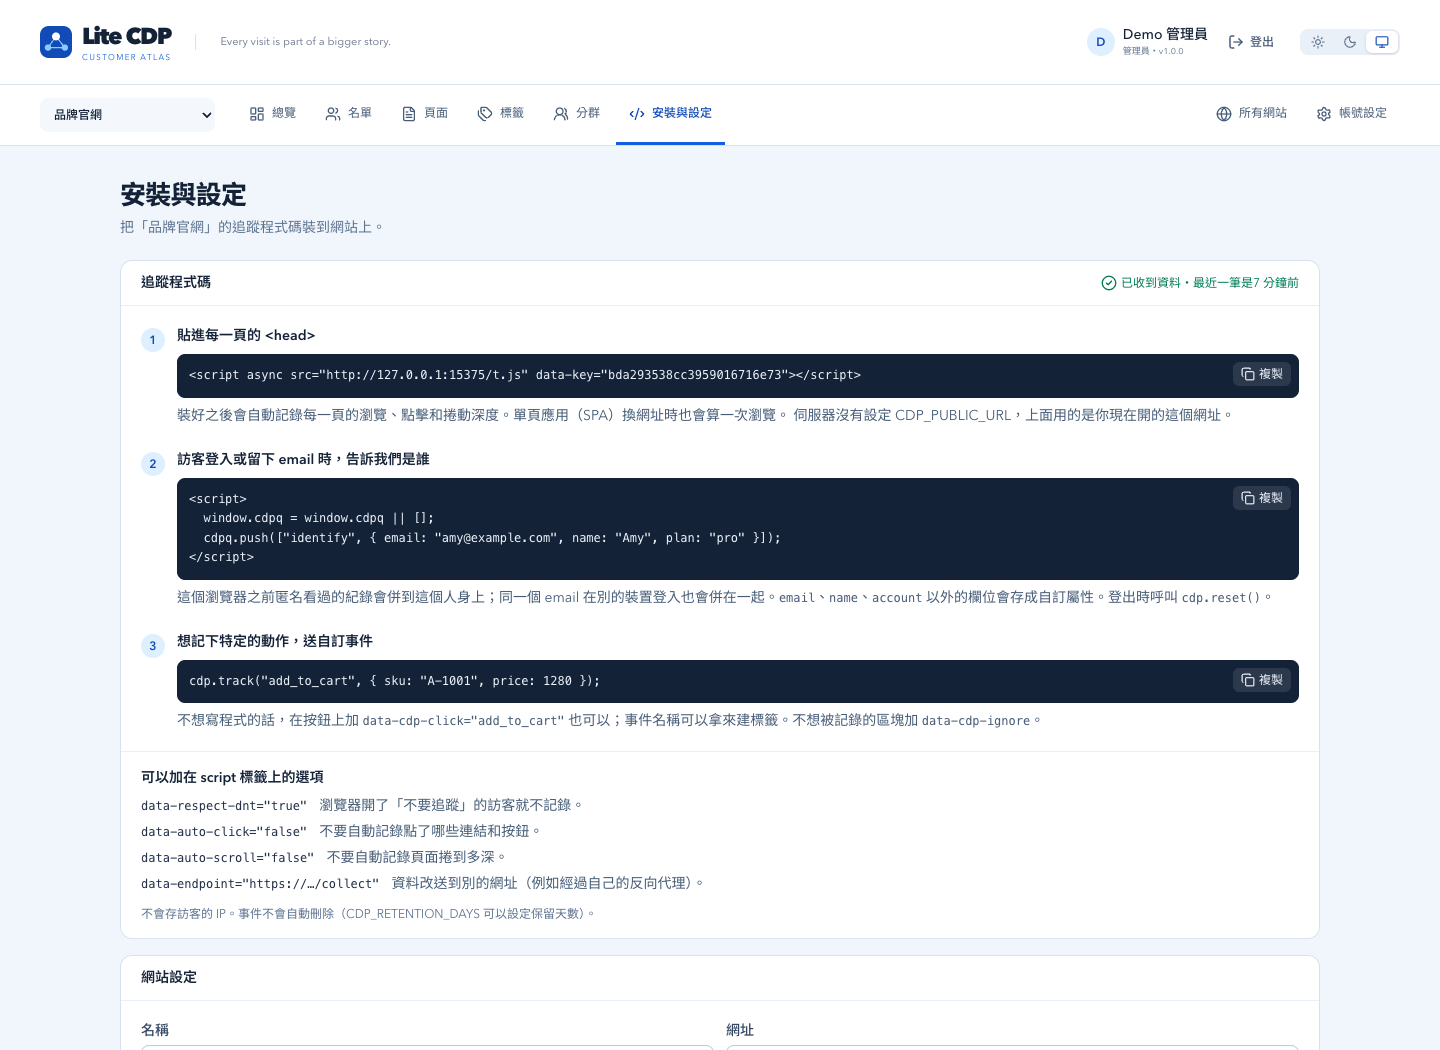 Lite CDP
CUSTOMER ATLAS
Every visit is part of a bigger story.
D
Demo 管理員
管理員・v1.0.0
登出
品牌官網
總覽
名單
頁面
標籤
分群
安裝與設定
所有網站
帳號設定
安裝與設定
把「品牌官網」的追蹤程式碼裝到網站上。
追蹤程式碼
已收到資料・最近一筆是7 分鐘前
1
貼進每一頁的 <head>
<script async src="http://127.0.0.1:15375/t.js" data-key="bda293538cc3959016716e73"></script>
複製
裝好之後會自動記錄每一頁的瀏覽、點擊和捲動深度。單頁應用（SPA）換網址時也會算一次瀏覽。 伺服器沒有設定 CDP_PUBLIC_URL，上面用的是你現在開的這個網址。
2
訪客登入或留下 email 時，告訴我們是誰
<script>
window.cdpq = window.cdpq || [];
cdpq.push(["identify", { email: "amy@example.com", name: "Amy", plan: "pro" }]);
</script>
複製
這個瀏覽器之前匿名看過的紀錄會併到這個人身上；同一個 email 在別的裝置登入也會併在一起。email、name、account 以外的欄位會存成自訂屬性。登出時呼叫 cdp.reset()。
3
想記下特定的動作，送自訂事件
cdp.track("add_to_cart", { sku: "A-1001", price: 1280 });
複製
不想寫程式的話，在按鈕上加 data-cdp-click="add_to_cart" 也可以；事件名稱可以拿來建標籤。不想被記錄的區塊加 data-cdp-ignore。
可以加在 script 標籤上的選項
data-respect-dnt="true" 瀏覽器開了「不要追蹤」的訪客就不記錄。
data-auto-click="false" 不要自動記錄點了哪些連結和按鈕。
data-auto-scroll="false" 不要自動記錄頁面捲到多深。
data-endpoint="https://…/collect" 資料改送到別的網址（例如經過自己的反向代理）。
不會存訪客的 IP。事件不會自動刪除（CDP_RETENTION_DAYS 可以設定保留天數）。
網站設定
名稱
網址